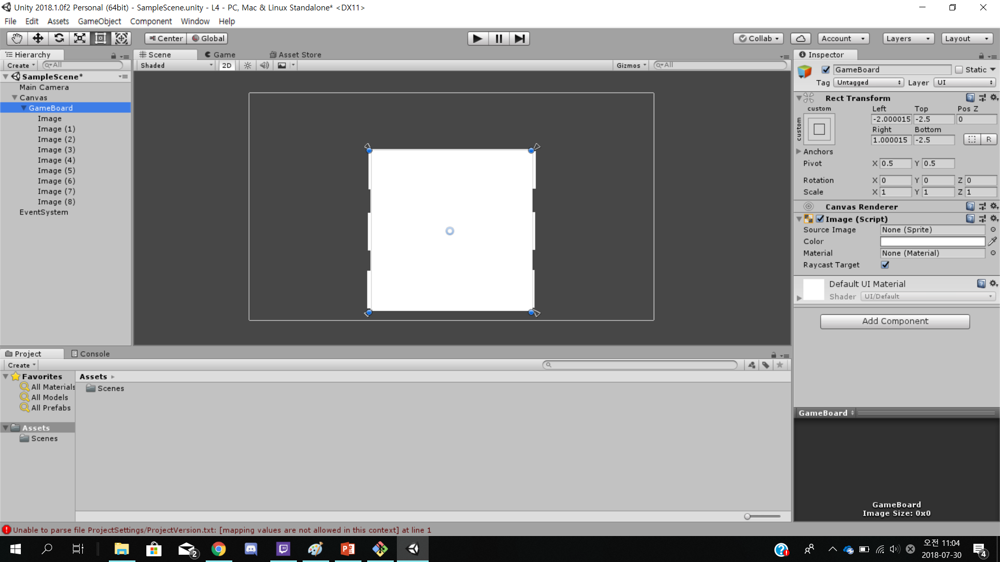 Unity 2018.1.0f2 Personal (64bit) - SampleScene.unity - L4 - PC, Mac & Linux Standalone* <DX11>
File Edit Assets GameObject Component Window Help
Center Global
Collab Account Layers Layout
Hierarchy
Create All
SampleScene*
Main Camera
Canvas
GameBoard
Image
Image (1)
Image (2)
Image (3)
Image (4)
Image (5)
Image (6)
Image (7)
Image (8)
EventSystem
Scene Game Asset Store
Shaded 2D Gizmos All
Inspector
GameBoard Static
Tag Untagged Layer UI
Rect Transform
custom Left Top Pos Z
custom
-2.000015 -2.5 0
Right Bottom
1.000015 -2.5 R
Anchors
Pivot X 0.5 Y 0.5
Rotation X 0 Y 0 Z 0
Scale X 1 Y 1 Z 1
Canvas Renderer
Image (Script)
Source Image None (Sprite)
Color
Material None (Material)
Raycast Target
Default UI Material
Shader UI/Default
Add Component
GameBoard
GameBoard
Image Size: 0x0
Project Console
Create
Favorites
All Materials
All Models
All Prefabs
Assets
Scenes
Assets
Scenes
Unable to parse file ProjectSettings/ProjectVersion.txt: [mapping values are not allowed in this context] at line 1
2
오전 11:04
2018-07-30
4